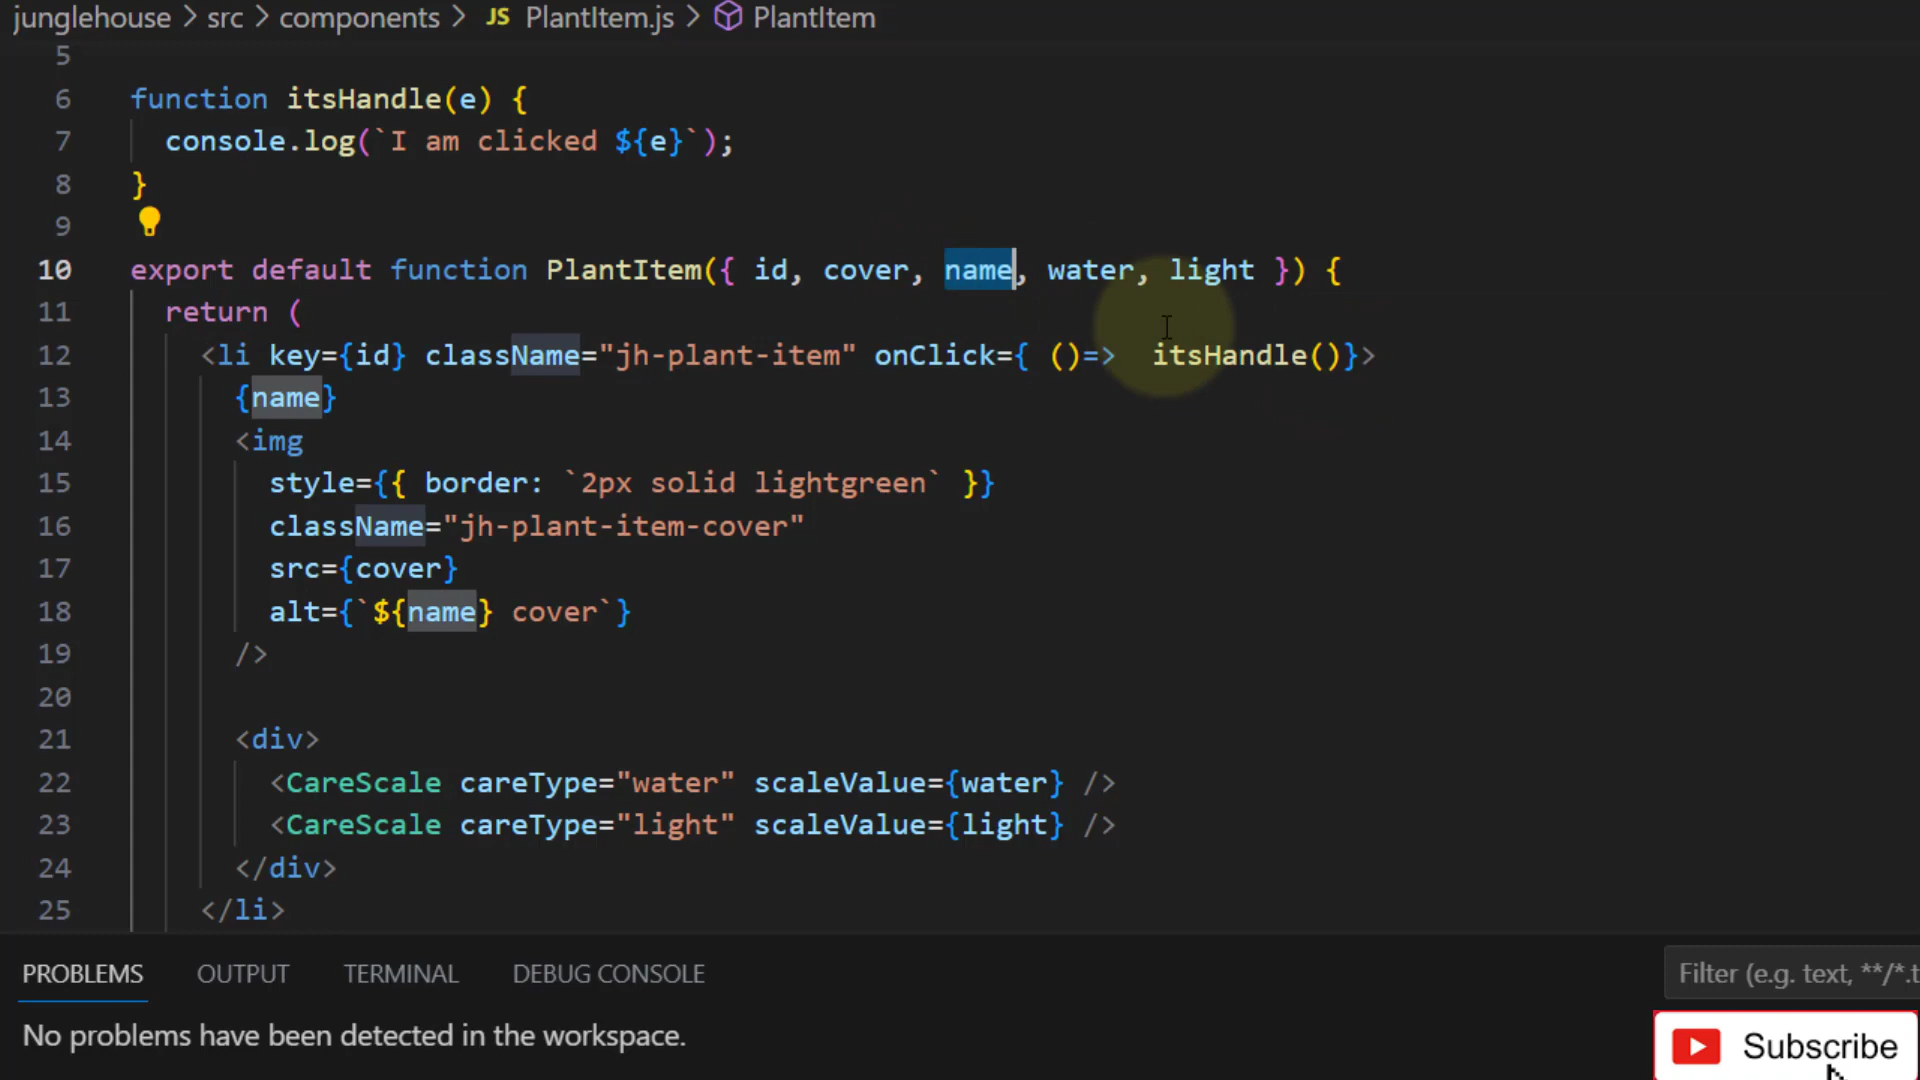 junglehouse > src > components > JS PlantItem.js > PlantItem
5
6 function itsHandle(e) {
7 console.log(`I am clicked ${e}`);
8 }
9
10 export default function PlantItem({ id, cover, name, water, light }) {
11 return (
12 <li key={id} className="jh-plant-item" onClick={ ()=>  itsHandle()}>
13 {name}
14 <img
15 style={{ border: `2px solid lightgreen` }}
16 className="jh-plant-item-cover"
17 src={cover}
18 alt={`${name} cover`}
19 />
20
21 <div>
22 <CareScale careType="water" scaleValue={water} />
23 <CareScale careType="light" scaleValue={light} />
24 </div>
25 </li>
PROBLEMS OUTPUT TERMINAL DEBUG CONSOLE Filter (e.g. text, **/*.t
No problems have been detected in the workspace.
Subscribe